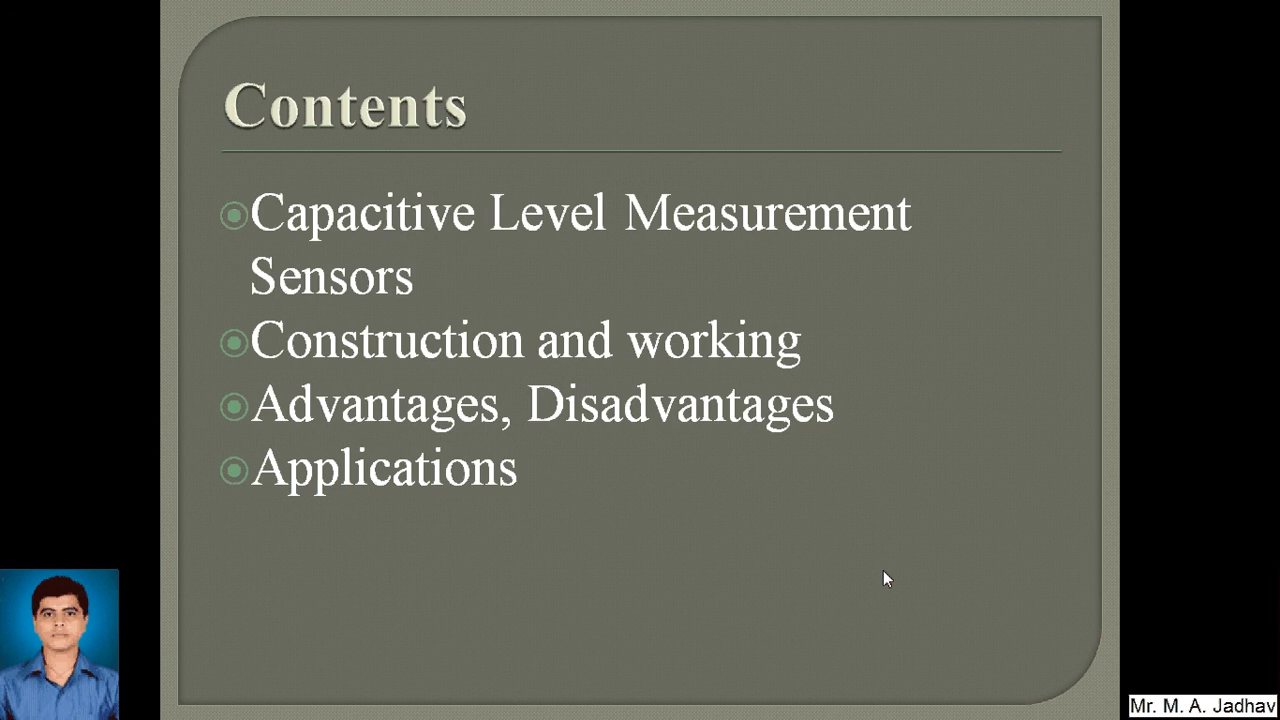 Contents
Capacitive Level Measurement
Sensors
Construction and working
Advantages, Disadvantages
Applications
Mr. M. A. Jadhav